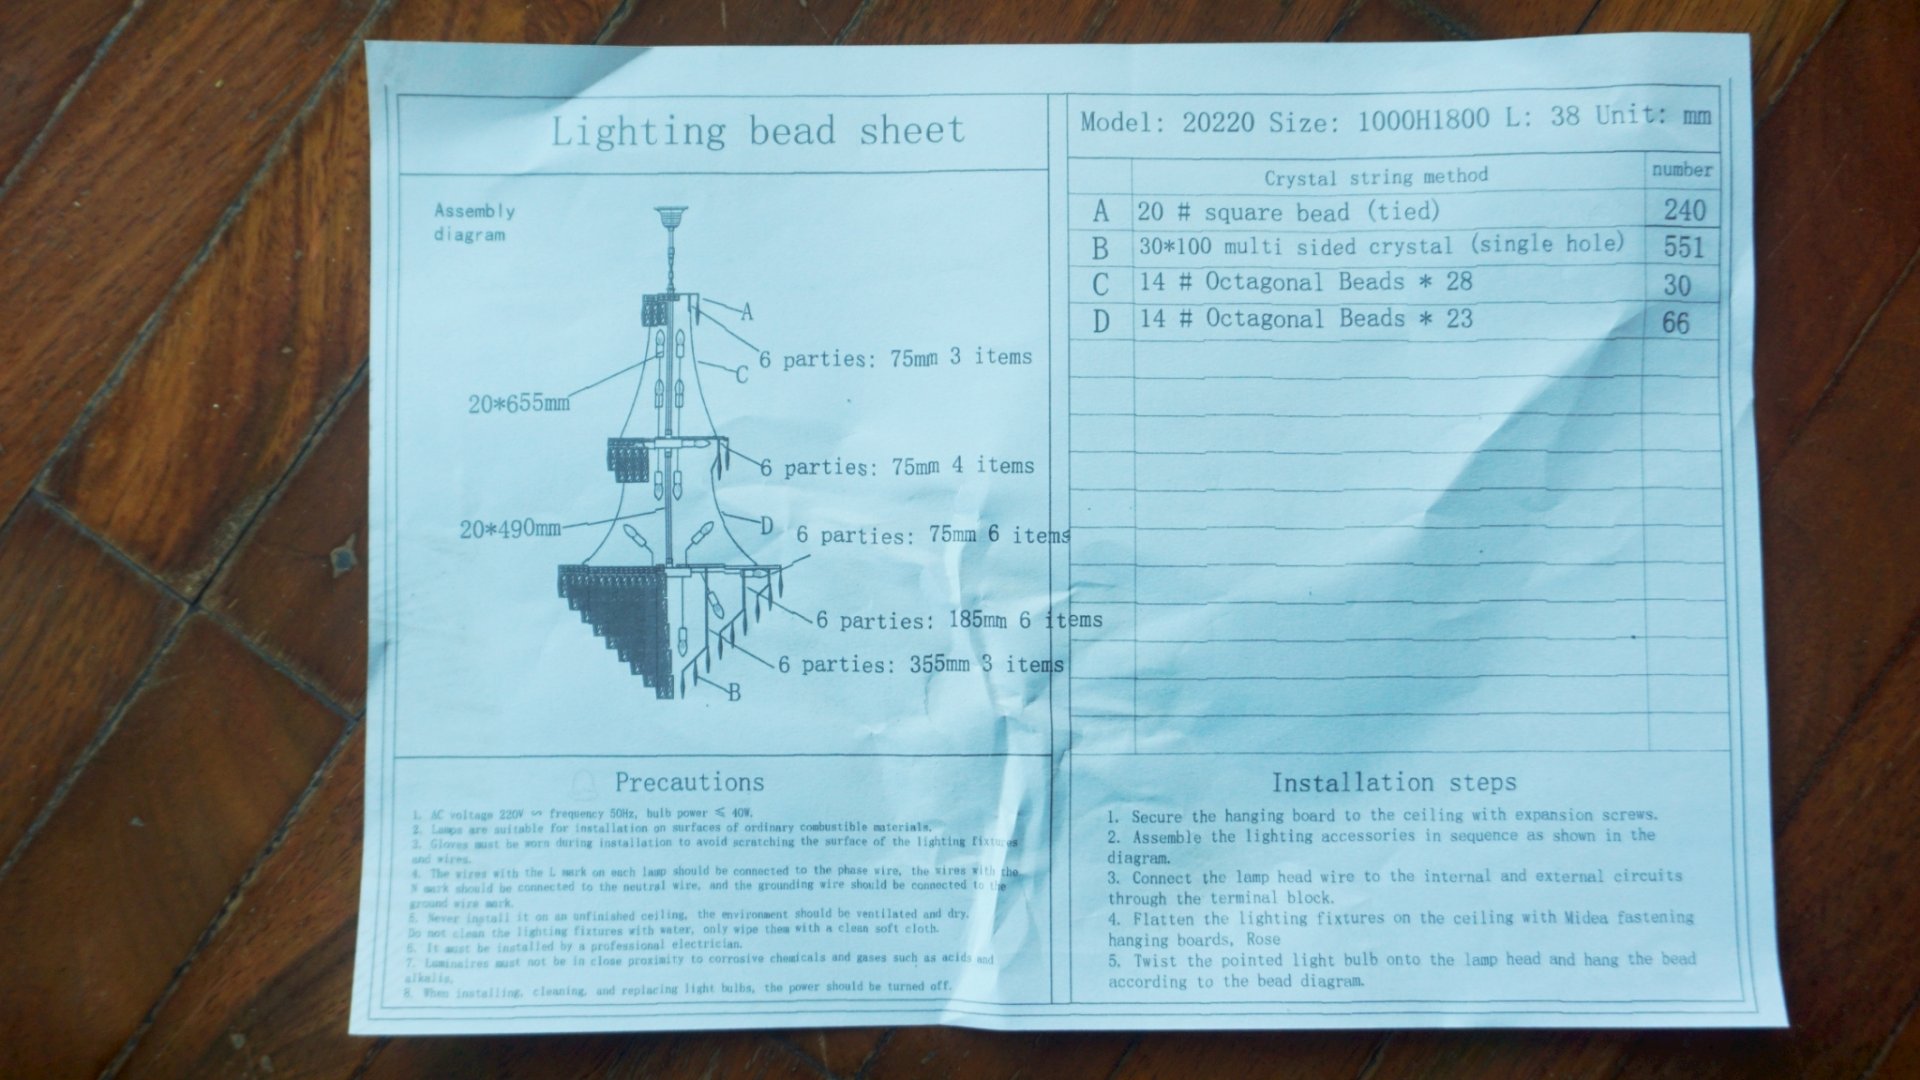 Lighting bead sheet
Assembly
diagram
A
6 parties: 75mm 3 items
C
20*655mm
6 parties: 75mm 4 items
20*490mm
D
6 parties: 75mm 6 items
6 parties: 185mm 6 items
6 parties: 355mm 3 items
B
Model: 20220 Size: 1000H1800 L: 38 Unit: mm
Crystal string method number
A 20 # square bead (tied) 240
B 30*100 multi sided crystal (single hole) 551
C 14 # Octagonal Beads * 28 30
D 14 # Octagonal Beads * 23 66
Precautions
1. AC voltage 220V ∽ frequency 50Hz, bulb power ⩽ 40W.
2. Lamps are suitable for installation on surfaces of ordinary combustible materials.
3. Gloves must be worn during installation to avoid scratching the surface of the lighting fixtures
and wires.
4. The wires with the L mark on each lamp should be connected to the phase wire, the wires with the
N mark should be connected to the neutral wire, and the grounding wire should be connected to the
ground wire mark.
5. Never install it on an unfinished ceiling, the environment should be ventilated and dry.
Do not clean the lighting fixtures with water, only wipe them with a clean soft cloth.
6. It must be installed by a professional electrician.
7. Luminaires must not be in close proximity to corrosive chemicals and gases such as acids and
alkalis.
8. When installing, cleaning, and replacing light bulbs, the power should be turned off.
Installation steps
1. Secure the hanging board to the ceiling with expansion screws.
2. Assemble the lighting accessories in sequence as shown in the
diagram.
3. Connect the lamp head wire to the internal and external circuits
through the terminal block.
4. Flatten the lighting fixtures on the ceiling with Midea fastening
hanging boards, Rose
5. Twist the pointed light bulb onto the lamp head and hang the bead
according to the bead diagram.